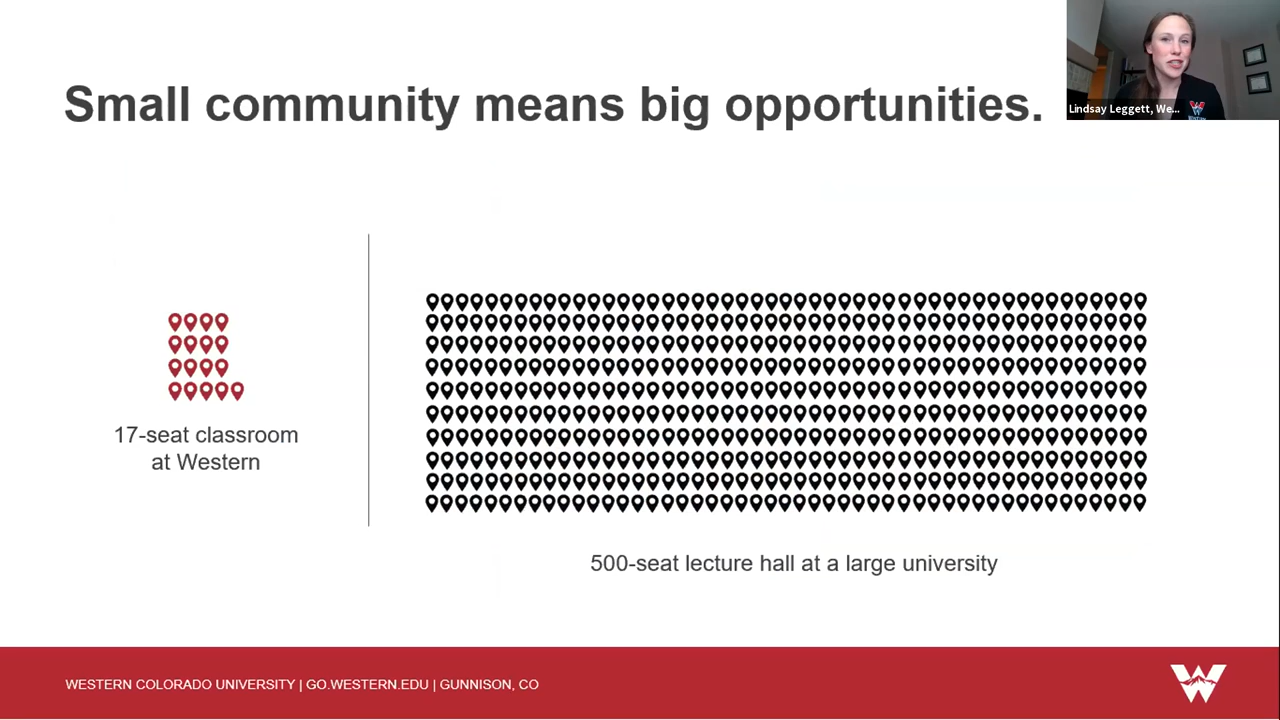 Small community means big opportunities.
Lindsay Leggett, We...
17-seat classroom
at Western
500-seat lecture hall at a large university
WESTERN COLORADO UNIVERSITY | GO.WESTERN.EDU | GUNNISON, CO